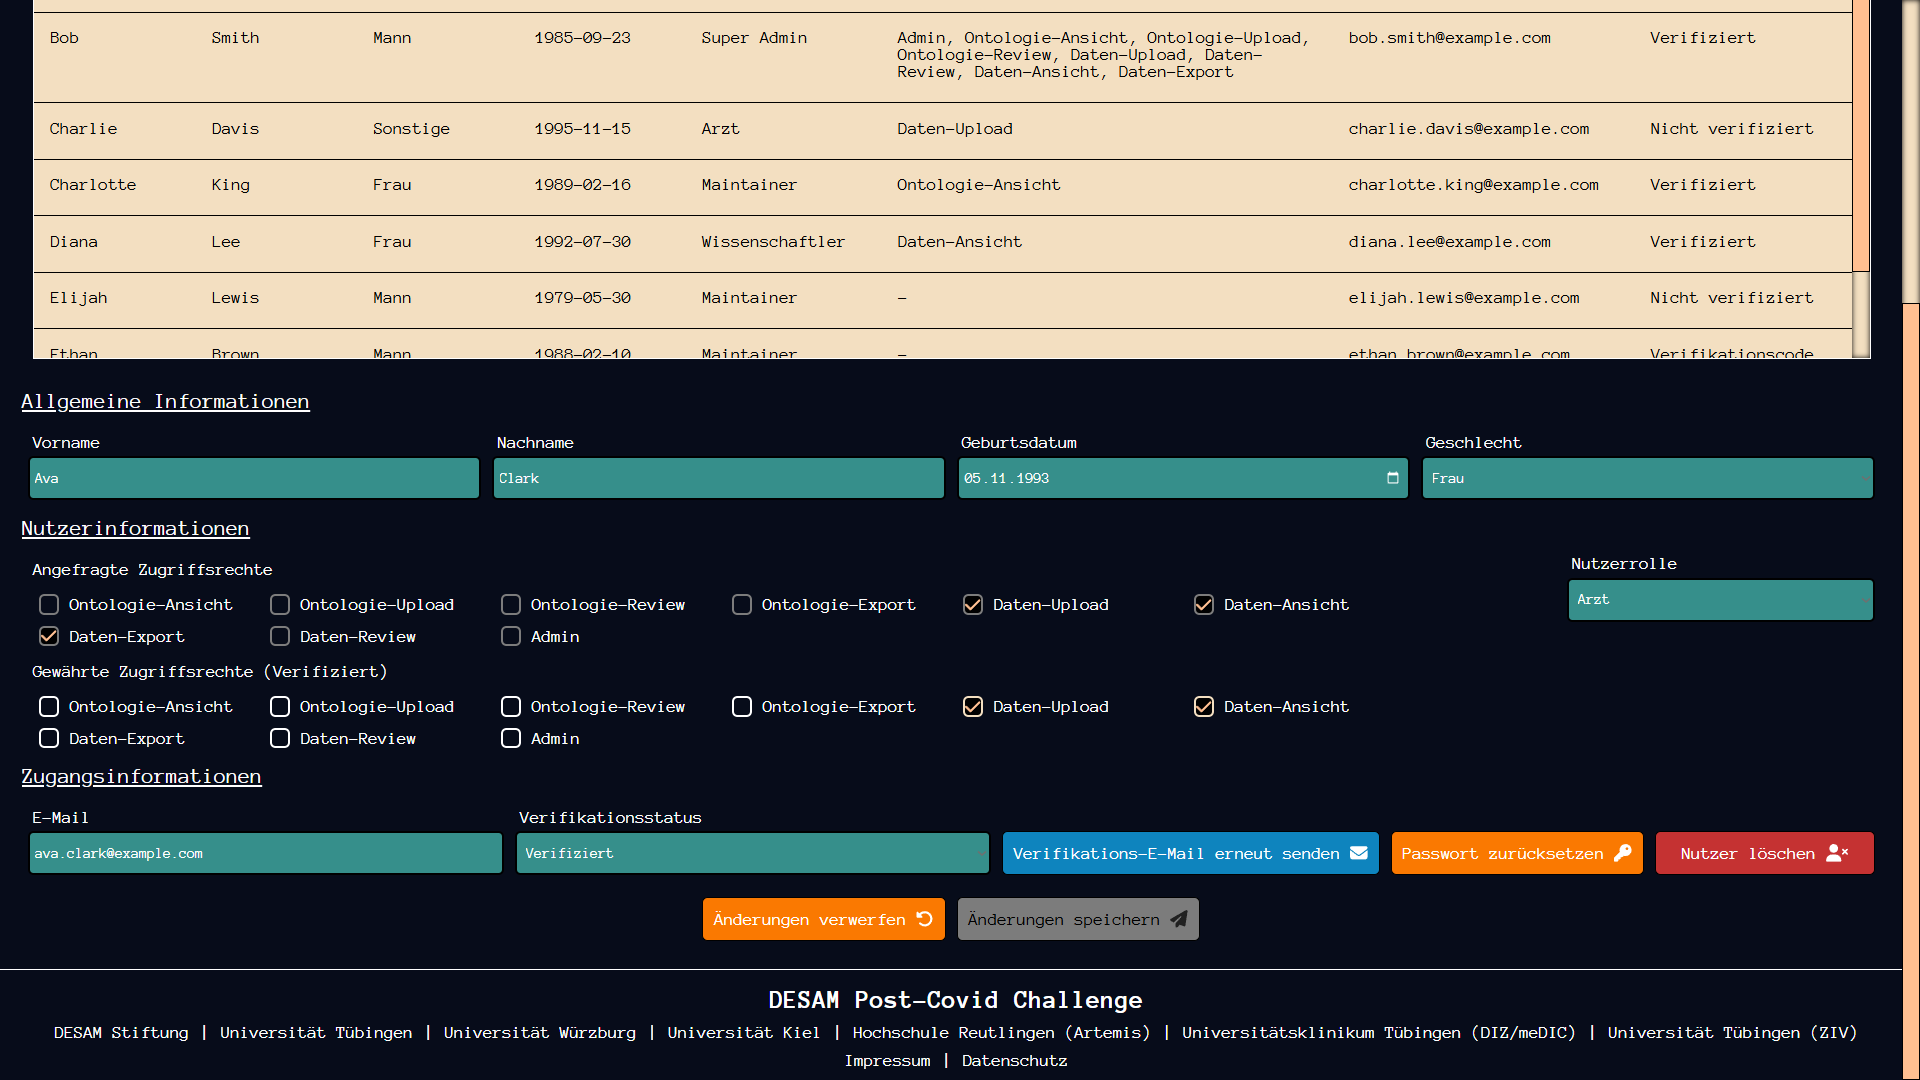 Bob Smith Mann 1985-09-23 Super Admin Admin, Ontologie-Ansicht, Ontologie-Upload, bob.smith@example.com Verifiziert
Ontologie-Review, Daten-Upload, Daten-
Review, Daten-Ansicht, Daten-Export
Charlie Davis Sonstige 1995-11-15 Arzt Daten-Upload charlie.davis@example.com Nicht verifiziert
Charlotte King Frau 1989-02-16 Maintainer Ontologie-Ansicht charlotte.king@example.com Verifiziert
Diana Lee Frau 1992-07-30 Wissenschaftler Daten-Ansicht diana.lee@example.com Verifiziert
Elijah Lewis Mann 1979-05-30 Maintainer - elijah.lewis@example.com Nicht verifiziert
Ethan Brown Mann 1988-02-10 Maintainer - ethan.brown@example.com Verifikationscode
Allgemeine Informationen
Vorname Nachname Geburtsdatum Geschlecht
Ava Clark 05.11.1993 Frau
Nutzerinformationen
Angefragte Zugriffsrechte Nutzerrolle
Ontologie-Ansicht Ontologie-Upload Ontologie-Review Ontologie-Export Daten-Upload Daten-Ansicht Arzt
Daten-Export Daten-Review Admin
Gewährte Zugriffsrechte (Verifiziert)
Ontologie-Ansicht Ontologie-Upload Ontologie-Review Ontologie-Export Daten-Upload Daten-Ansicht
Daten-Export Daten-Review Admin
Zugangsinformationen
E-Mail Verifikationsstatus
ava.clark@example.com Verifiziert Verifikations-E-Mail erneut senden Passwort zurücksetzen Nutzer löschen
Änderungen verwerfen Änderungen speichern
DESAM Post-Covid Challenge
DESAM Stiftung | Universität Tübingen | Universität Würzburg | Universität Kiel | Hochschule Reutlingen (Artemis) | Universitätsklinikum Tübingen (DIZ/meDIC) | Universität Tübingen (ZIV)
Impressum | Datenschutz